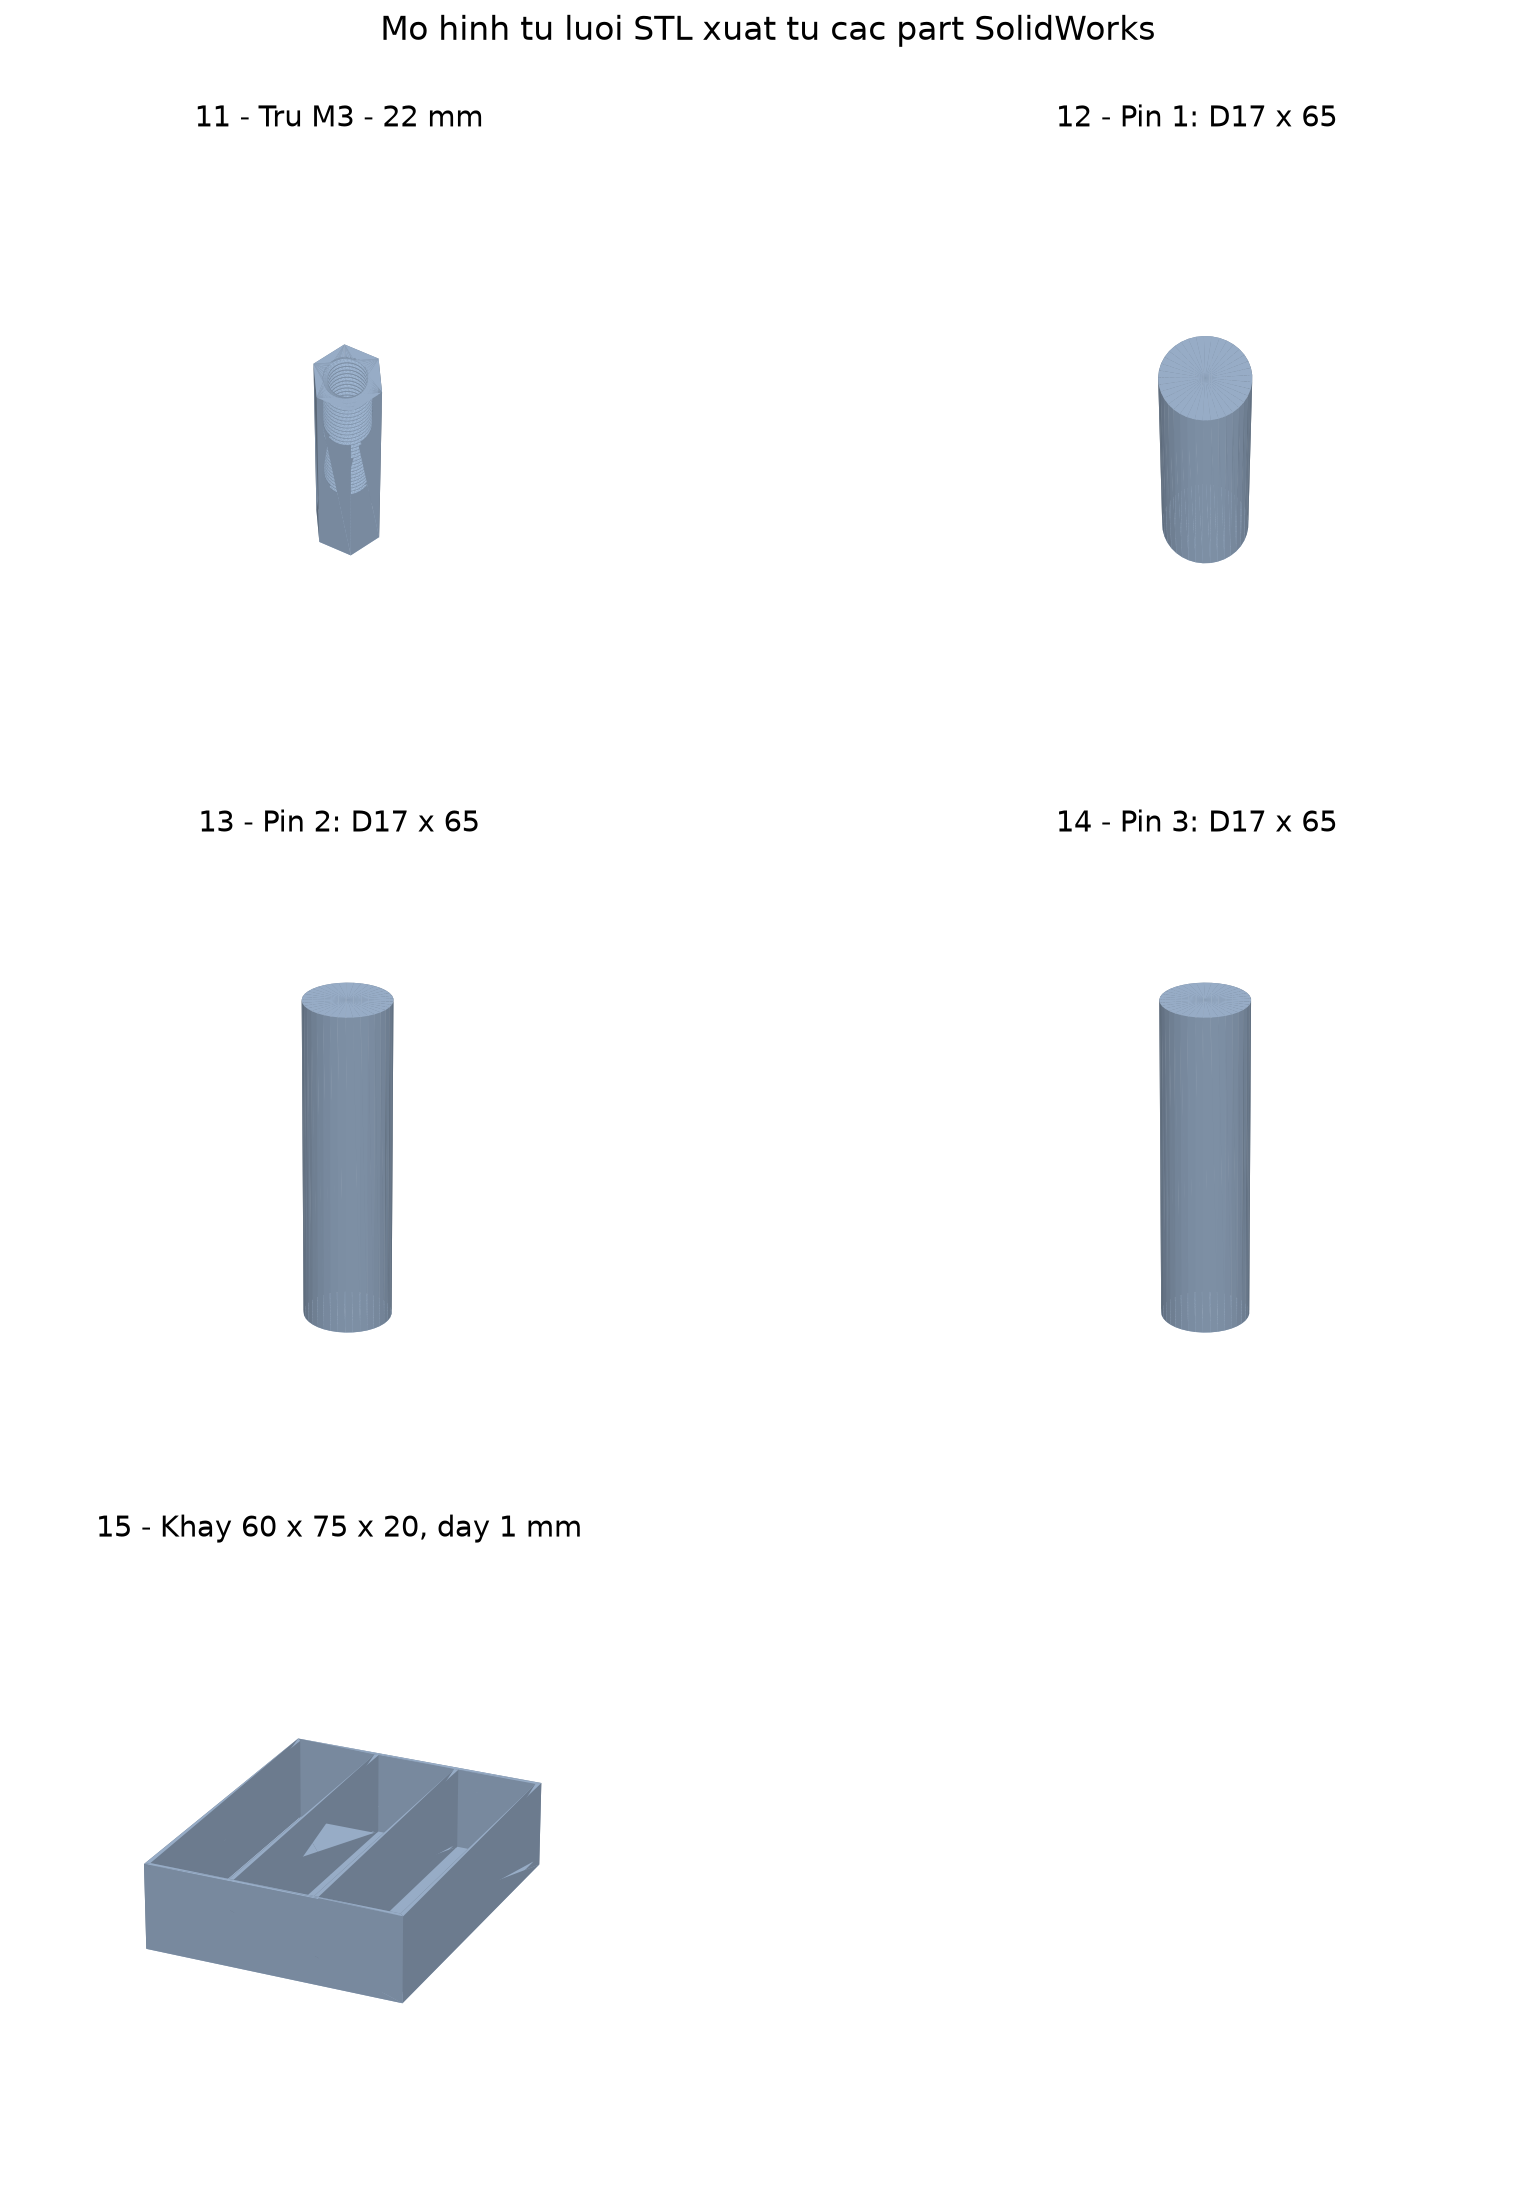 Mo hinh tu luoi STL xuat tu cac part SolidWorks
11 - Tru M3 - 22 mm
12 - Pin 1: D17 x 65
13 - Pin 2: D17 x 65
14 - Pin 3: D17 x 65
15 - Khay 60 x 75 x 20, day 1 mm